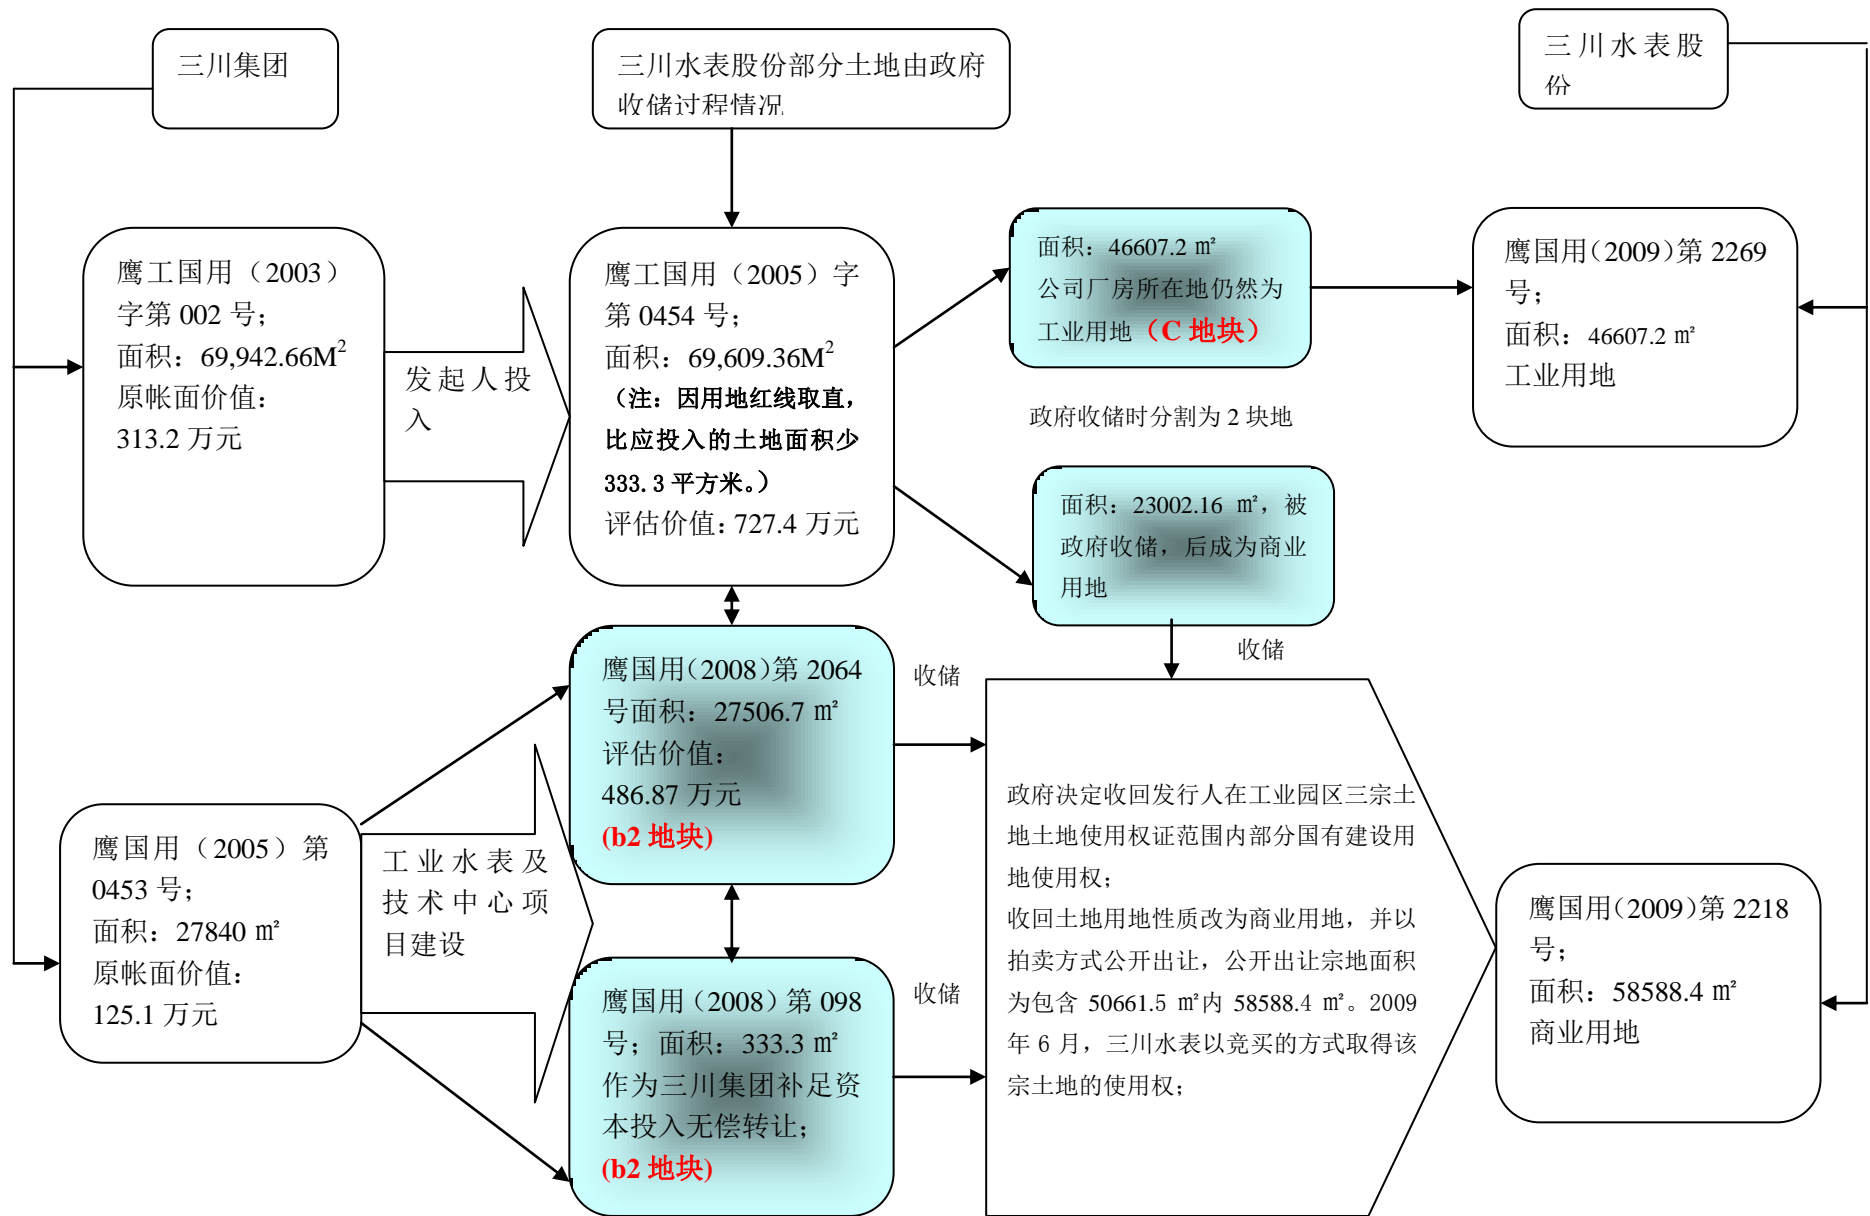 三川集团
三川水表股份部分土地由政府
收储过程情况
三川水表股
份
鹰工国用（2003）
字第 002 号；
面积：69,942.66M²
原帐面价值：
313.2 万元
发起人投
入
鹰工国用（2005）字
第 0454 号；
面积：69,609.36M²
（注：因用地红线取直，
比应投入的土地面积少
333.3 平方米。）
评估价值：727.4 万元
面积：46607.2 ㎡
公司厂房所在地仍然为
工业用地（C 地块）
政府收储时分割为 2 块地
面积：23002.16 ㎡，被
政府收储，后成为商业
用地
收储
鹰国用（2009）第 2269
号；
面积：46607.2 ㎡
工业用地
鹰国用（2005）第
0453 号；
面积：27840 ㎡
原帐面价值：
125.1 万元
工业水表及
技术中心项
目建设
鹰国用（2008）第 2064
号面积：27506.7 ㎡
评估价值：
486.87 万元
(b2 地块)
收储
鹰国用（2008）第 098
号；面积：333.3 ㎡
作为三川集团补足资
本投入无偿转让；
(b2 地块)
收储
政府决定收回发行人在工业园区三宗土
地土地使用权证范围内部分国有建设用
地使用权；
收回土地用地性质改为商业用地，并以
拍卖方式公开出让，公开出让宗地面积
为包含 50661.5 ㎡内 58588.4 ㎡。2009
年 6 月，三川水表以竞买的方式取得该
宗土地的使用权；
鹰国用（2009）第 2218
号；
面积：58588.4 ㎡
商业用地